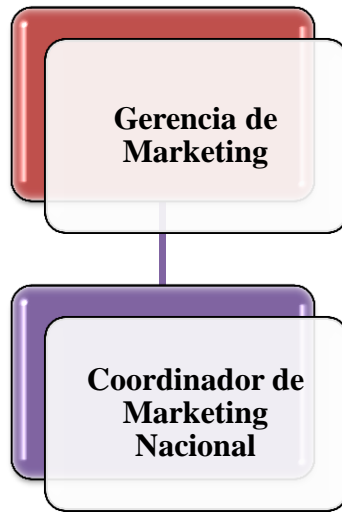 Gerencia de
Marketing
Coordinador de
Marketing
Nacional